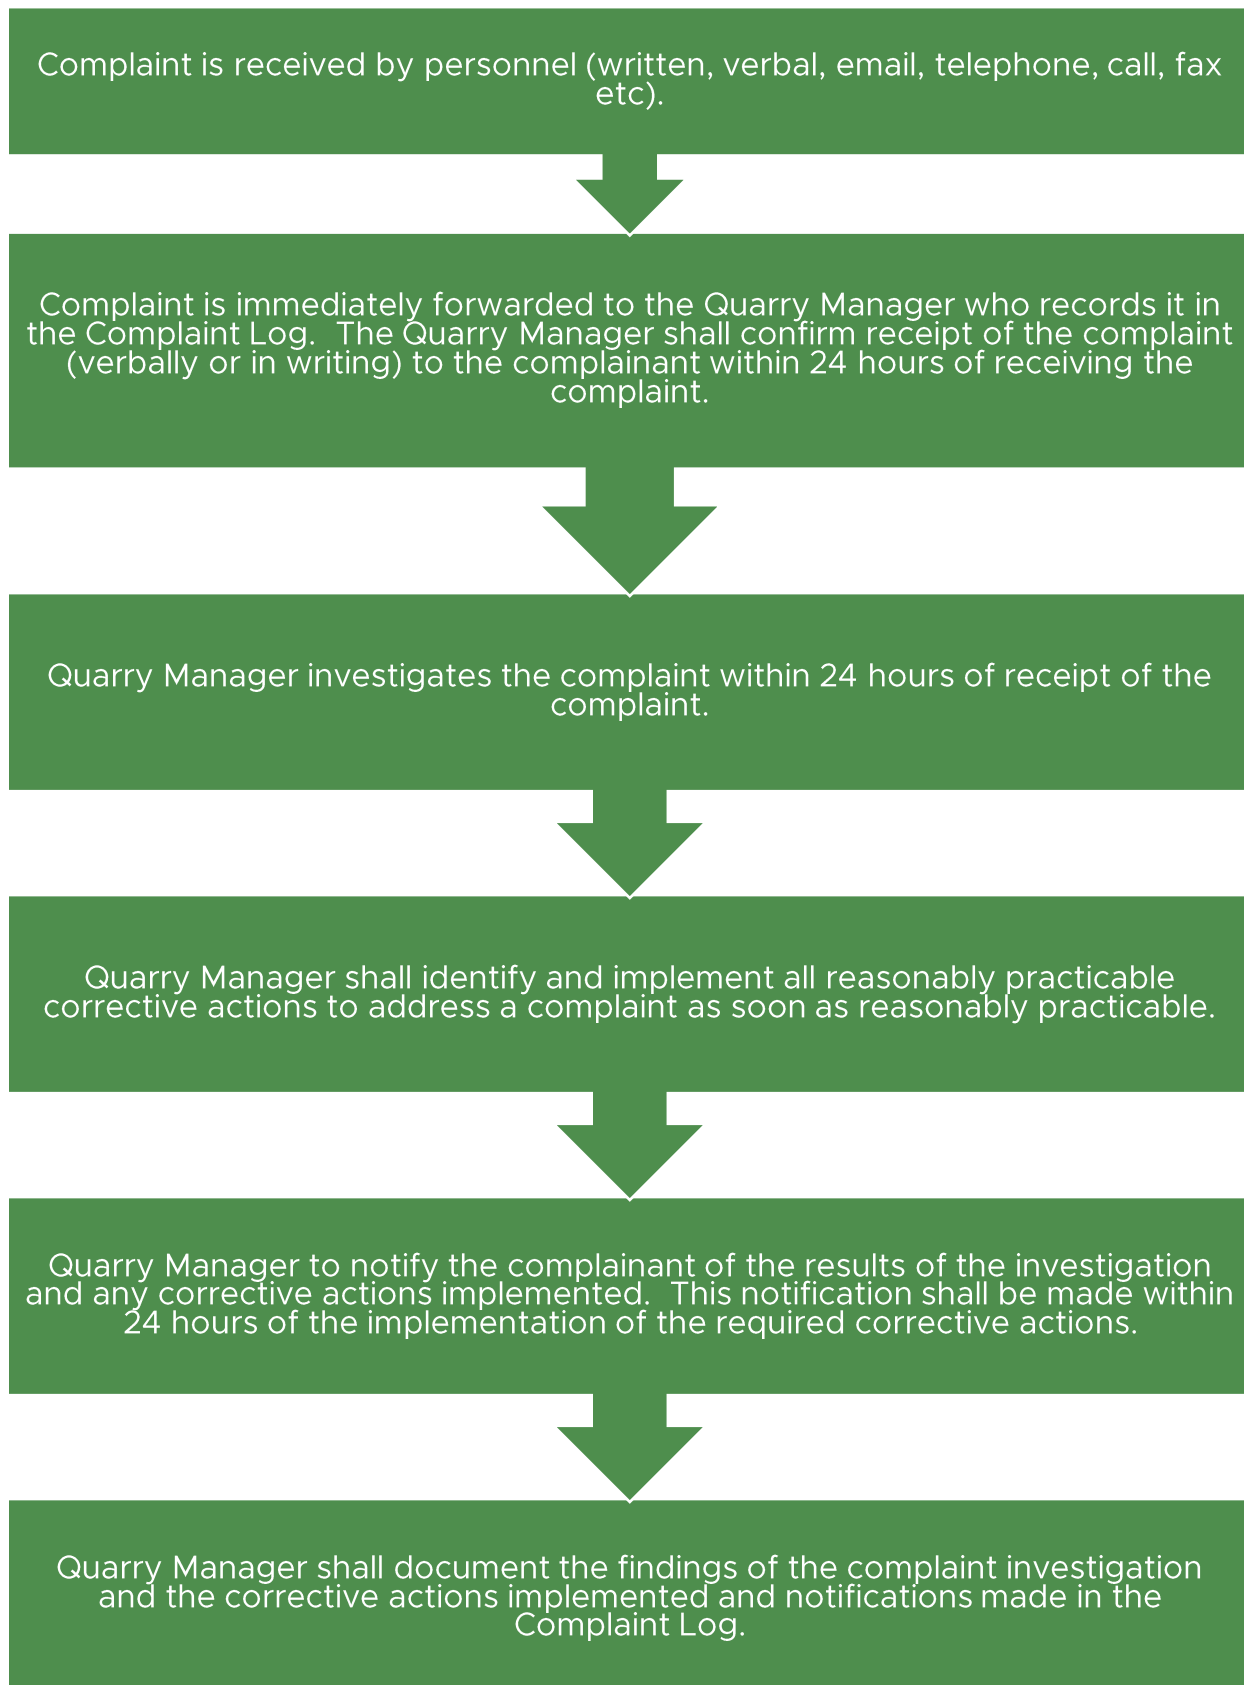 Complaint is received by personnel (written, verbal, email, telephone, call, fax
etc).
Complaint is immediately forwarded to the Quarry Manager who records it in
the Complaint Log.  The Quarry Manager shall confirm receipt of the complaint
(verbally or in writing) to the complainant within 24 hours of receiving the
complaint.
Quarry Manager investigates the complaint within 24 hours of receipt of the
complaint.
Quarry Manager shall identify and implement all reasonably practicable
corrective actions to address a complaint as soon as reasonably practicable.
Quarry Manager to notify the complainant of the results of the investigation
and any corrective actions implemented.  This notification shall be made within
24 hours of the implementation of the required corrective actions.
Quarry Manager shall document the findings of the complaint investigation
and the corrective actions implemented and notifications made in the
Complaint Log.